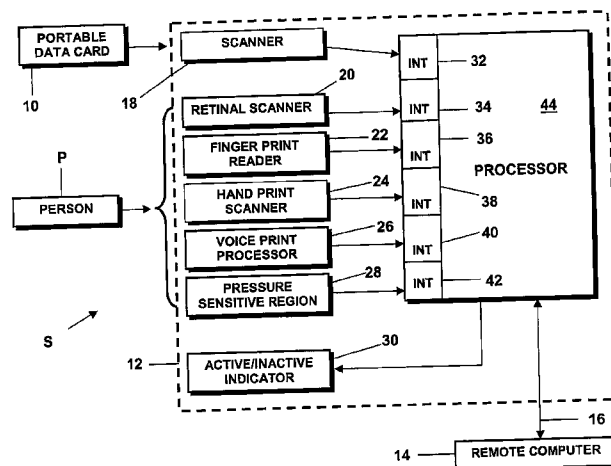 PORTABLE
DATA CARD
10
SCANNER
18
INT
32
20
RETINAL SCANNER
INT
34
44
22
FINGER PRINT
READER
INT
36
PROCESSOR
P
PERSON
24
HAND PRINT
SCANNER
INT
38
26
VOICE PRINT
PROCESSOR
INT
40
28
PRESSURE
SENSITIVE REGION
INT
42
S
30
12
ACTIVE/INACTIVE
INDICATOR
16
14
REMOTE COMPUTER